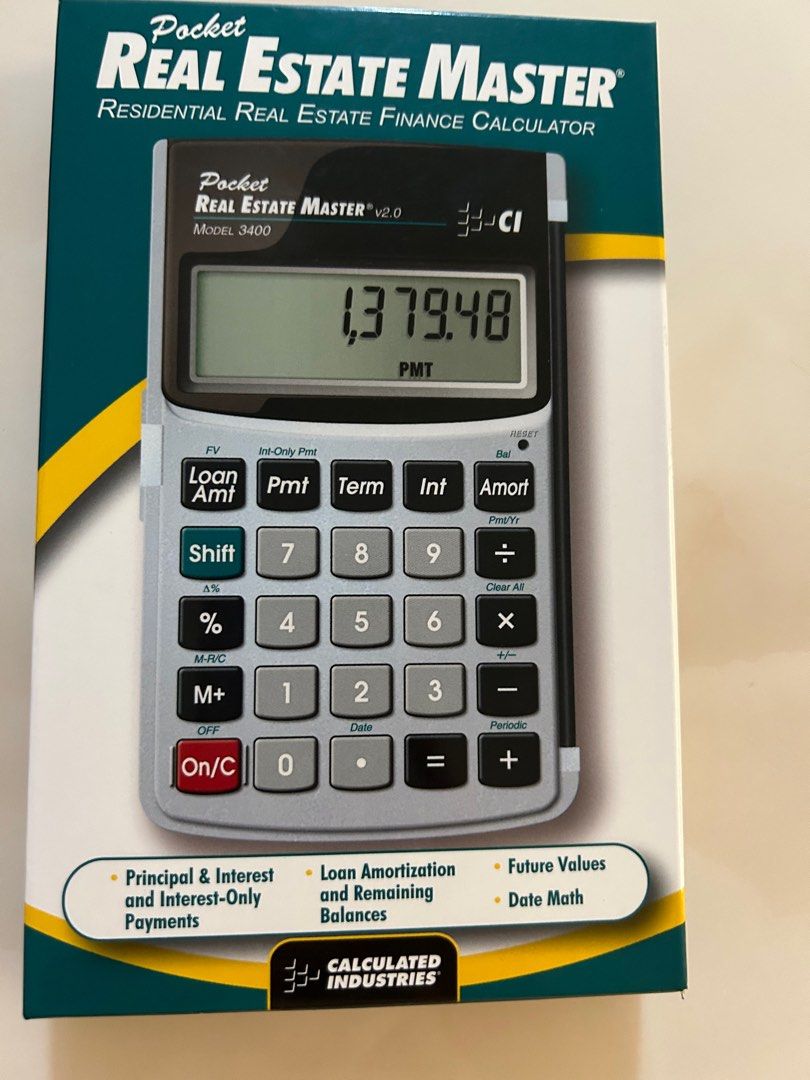 Pocket
REAL ESTATE MASTER®
RESIDENTIAL REAL ESTATE FINANCE CALCULATOR
Pocket
REAL ESTATE MASTER® v2.0
MODEL 3400
CI
1,379.48
PMT
RESET
FV Int-Only Pmt Bal
Loan Amt Pmt Term Int Amort
Pmt/Yr
Shift 7 8 9 ÷
Δ% Clear All
% 4 5 6 ×
M-R/C +/−
M+ 1 2 3 −
OFF Date Periodic
On/C 0 • = +
• Principal & Interest
and Interest-Only
Payments
• Loan Amortization
and Remaining
Balances
• Future Values
• Date Math
CALCULATED
INDUSTRIES®